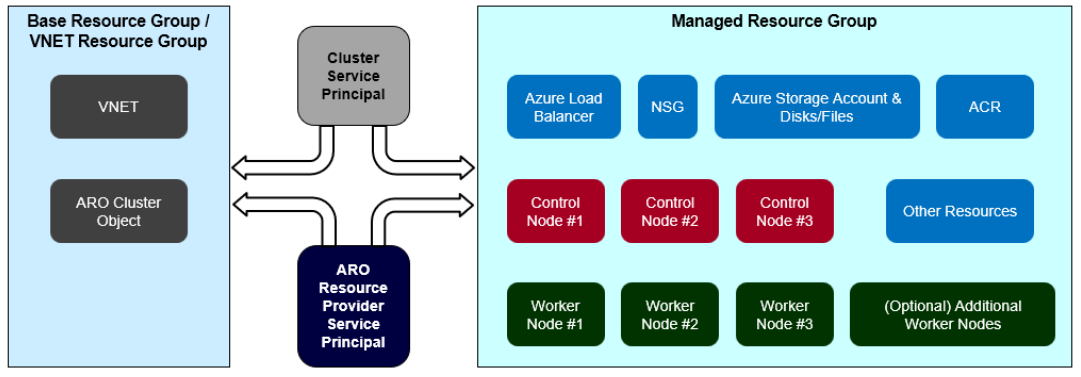 Base Resource Group /
VNET Resource Group
VNET
ARO Cluster
Object
Cluster
Service
Principal
ARO
Resource
Provider
Service
Principal
Managed Resource Group
Azure Load
Balancer
NSG
Azure Storage Account &
Disks/Files
ACR
Control
Node #1
Control
Node #2
Control
Node #3
Other Resources
Worker
Node #1
Worker
Node #2
Worker
Node #3
(Optional) Additional
Worker Nodes